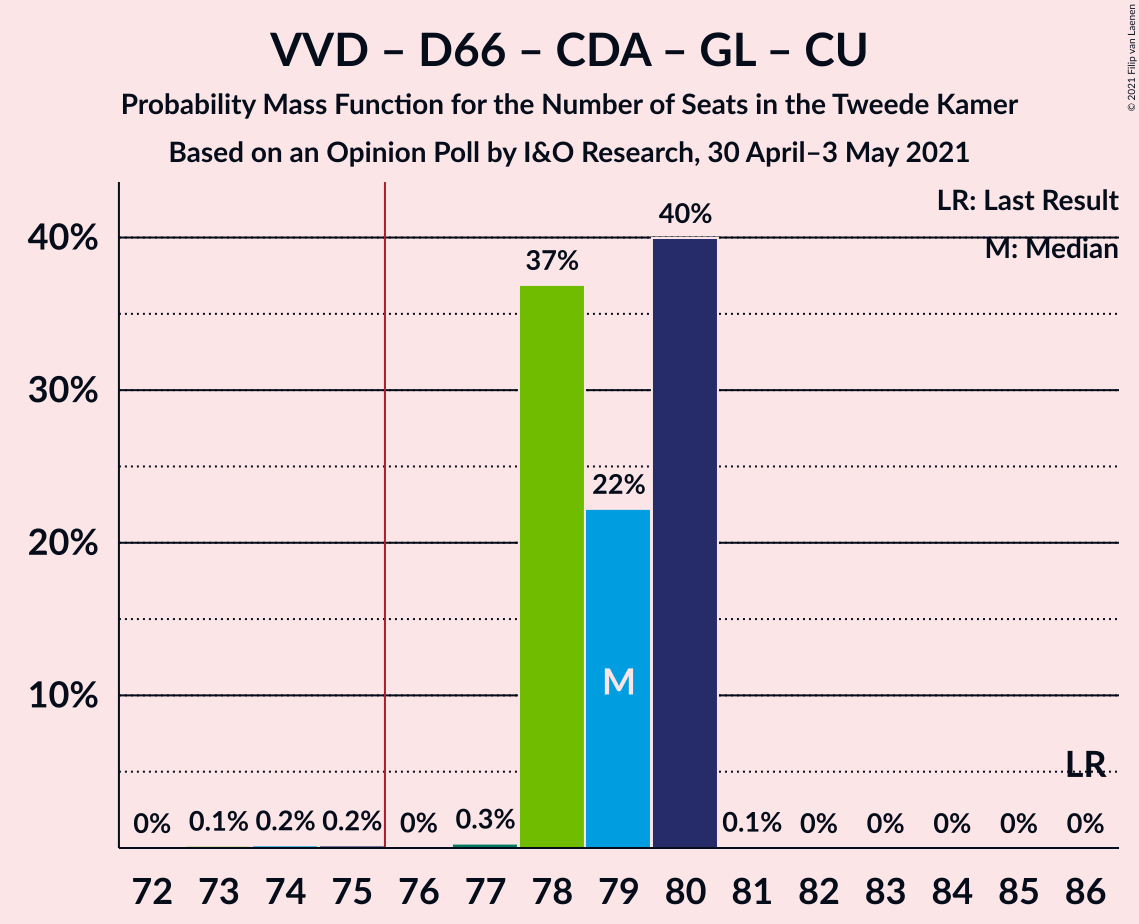 VVD – D66 – CDA – GL – CU
Probability Mass Function for the Number of Seats in the Tweede Kamer
Based on an Opinion Poll by I&O Research, 30 April–3 May 2021
© 2021 Filip van Laenen
LR: Last Result
M: Median
40%
30%
20%
10%
0% 0.1% 0.2% 0.2% 0% 0.3% 37% 22% 40% 0.1% 0% 0% 0% 0% 0%
M
LR
72 73 74 75 76 77 78 79 80 81 82 83 84 85 86